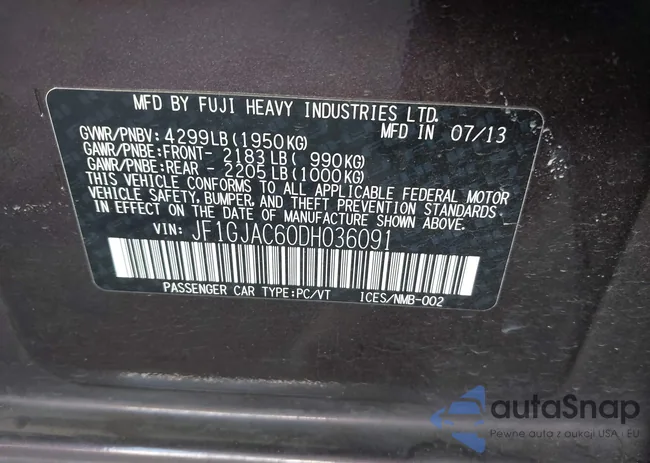 MFD BY FUJI HEAVY INDUSTRIES LTD.
GVWR/PNBV: 4299LB(1950KG) MFD IN 07/13
GAWR/PNBE:FRONT- 2183LB( 990KG)
GAWR/PNBE:REAR - 2205LB(1000KG)
THIS VEHICLE CONFORMS TO ALL APPLICABLE FEDERAL MOTOR
VEHICLE SAFETY, BUMPER, AND THEFT PREVENTION STANDARDS
IN EFFECT ON THE DATE OF MANUFACTURE SHOWN ABOVE.
VIN: JF1GJAC60DH036091
PASSENGER CAR TYPE:PC/VT ICES/NMB-002
autoSnap
Pewne auta z aukcji USA i EU